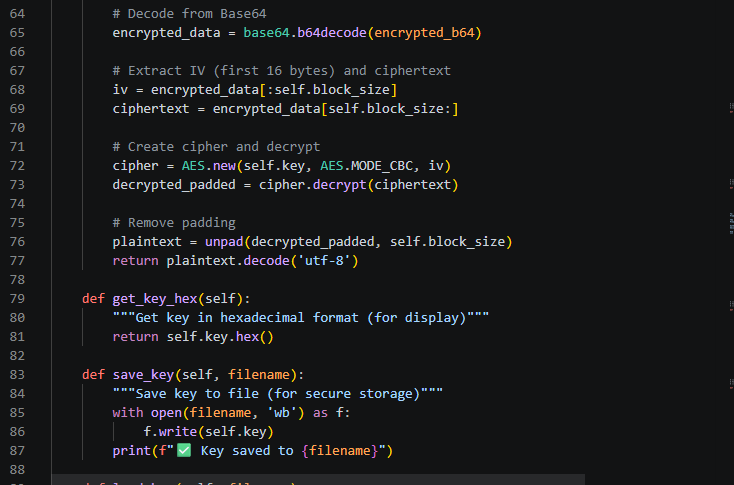 64 # Decode from Base64
65 encrypted_data = base64.b64decode(encrypted_b64)
66
67 # Extract IV (first 16 bytes) and ciphertext
68 iv = encrypted_data[:self.block_size]
69 ciphertext = encrypted_data[self.block_size:]
70
71 # Create cipher and decrypt
72 cipher = AES.new(self.key, AES.MODE_CBC, iv)
73 decrypted_padded = cipher.decrypt(ciphertext)
74
75 # Remove padding
76 plaintext = unpad(decrypted_padded, self.block_size)
77 return plaintext.decode('utf-8')
78
79 def get_key_hex(self):
80 """Get key in hexadecimal format (for display)"""
81 return self.key.hex()
82
83 def save_key(self, filename):
84 """Save key to file (for secure storage)"""
85 with open(filename, 'wb') as f:
86 f.write(self.key)
87 print(f"✅ Key saved to {filename}")
88